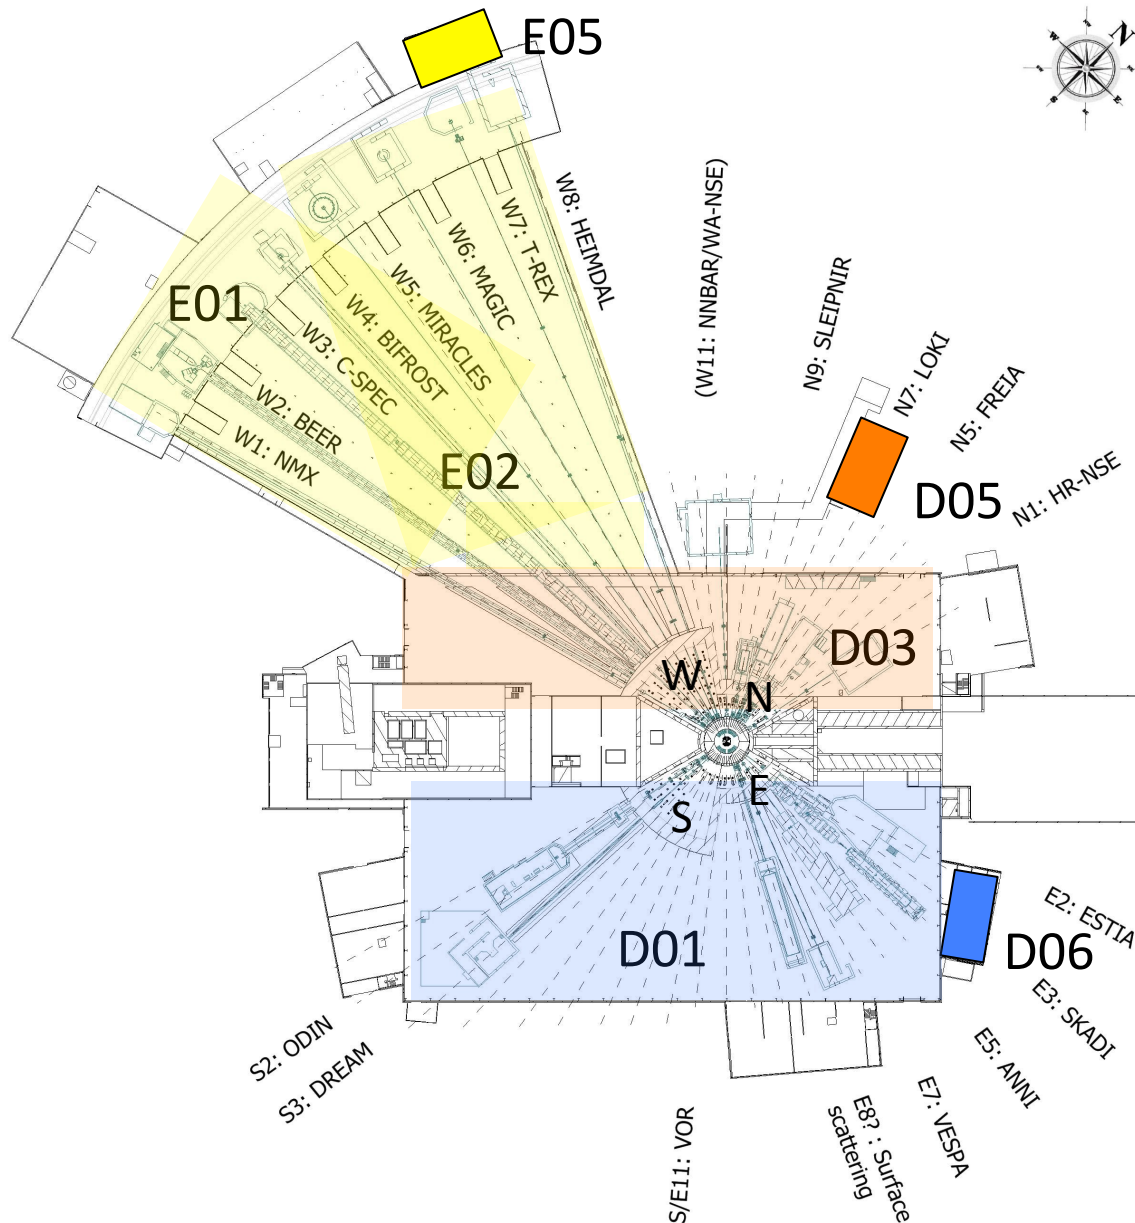 E05
N
W
S
E
E01
E02
W1: NMX
W2: BEER
W3: C-SPEC
W4: BIFROST
W5: MIRACLES
W6: MAGIC
W7: T-REX
W8: HEIMDAL
(W11: NNBAR/WA-NSE)
N9: SLEIPNIR
N7: LOKI
N5: FREIA
N1: HR-NSE
D05
D03
W
N
S
E
D01
D06
E2: ESTIA
E3: SKADI
E5: ANNI
E7: VESPA
E8? : Surface
scattering
S/E11: VOR
S2: ODIN
S3: DREAM